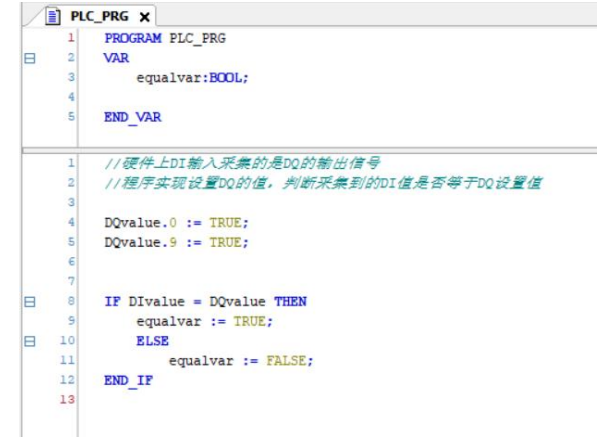 PLC_PRG X
1 PROGRAM PLC_PRG
2 VAR
3 equalvar:BOOL;
4
5 END_VAR
1 //硬件上DI输入采集的是DQ的输出信号
2 //程序实现设置DQ的值，判断采集到的DI值是否等于DQ设置值
3
4 DQvalue.0 := TRUE;
5 DQvalue.9 := TRUE;
6
7
8 IF DIvalue = DQvalue THEN
9 equalvar := TRUE;
10 ELSE
11 equalvar := FALSE;
12 END_IF
13